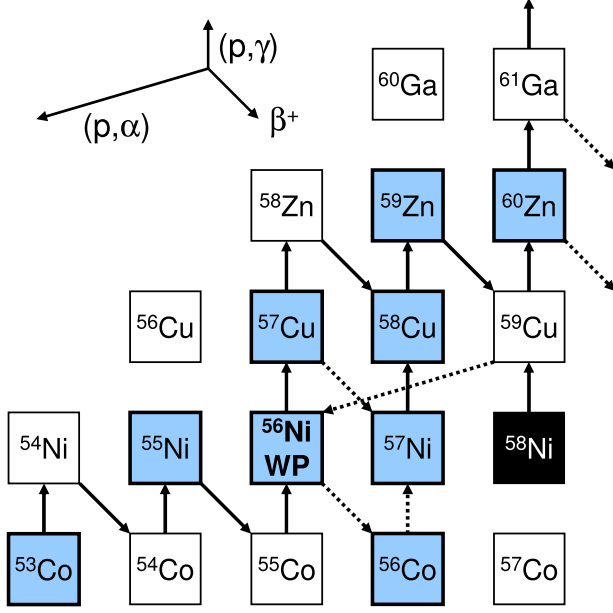 (p,γ)
(p,α)
β⁺
⁶⁰Ga ⁶¹Ga
⁵⁸Zn ⁵⁹Zn ⁶⁰Zn
⁵⁶Cu ⁵⁷Cu ⁵⁸Cu ⁵⁹Cu
⁵⁴Ni ⁵⁵Ni ⁵⁶Ni ⁵⁷Ni ⁵⁸Ni
WP
⁵³Co ⁵⁴Co ⁵⁵Co ⁵⁶Co ⁵⁷Co